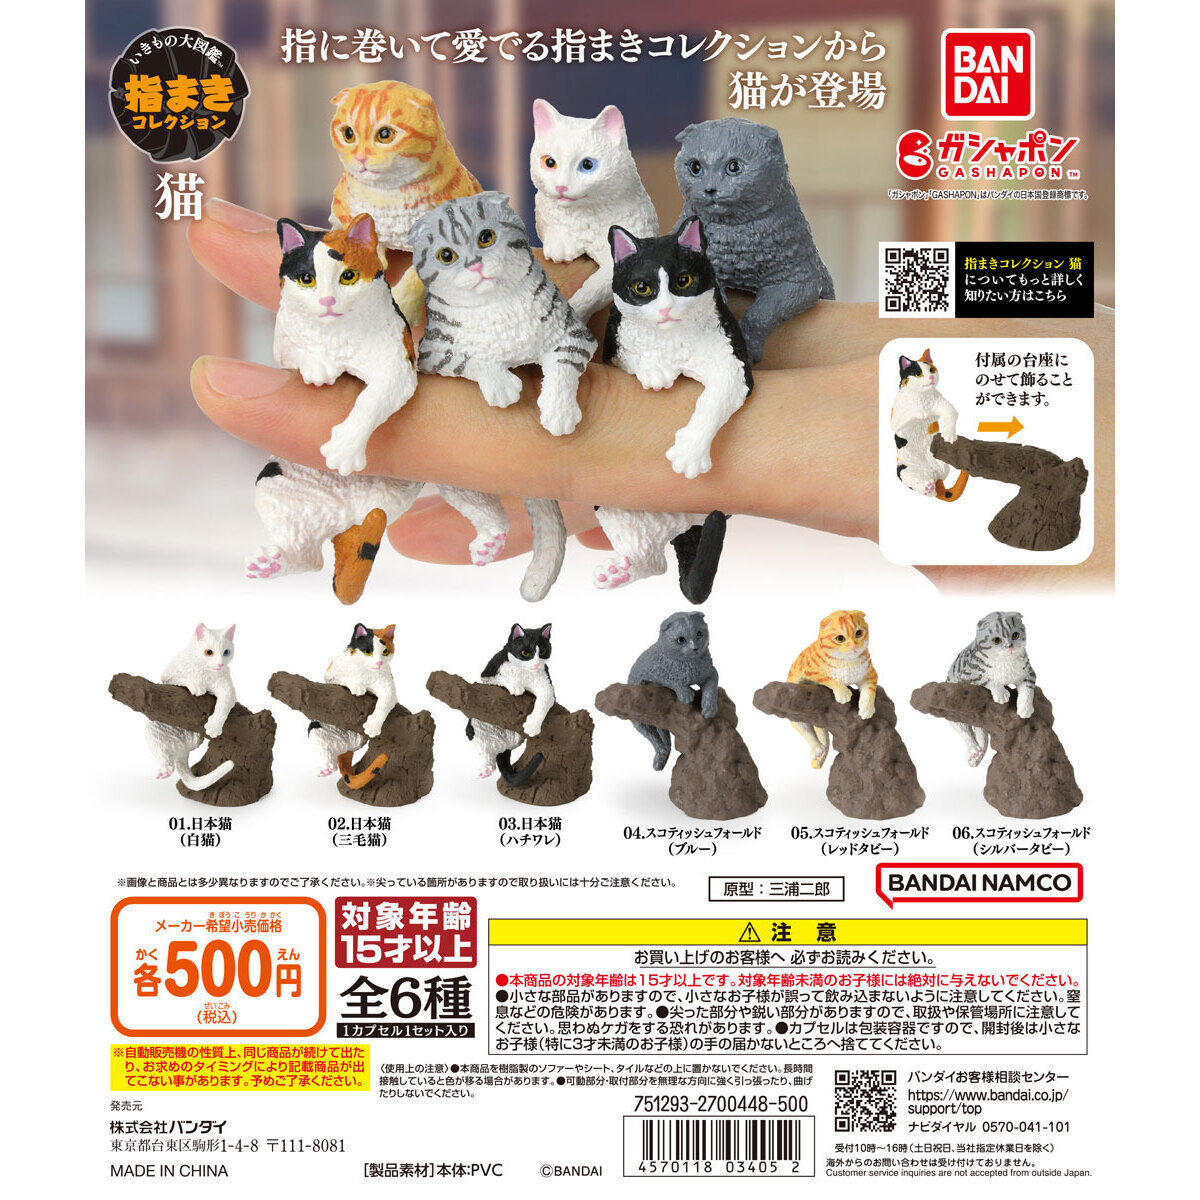 いきもの大図鑑™
指まき
コレクション
猫
指に巻いて愛でる指まきコレクションから
猫が登場
BAN
DAI
ガシャポン
GASHAPON™
「ガシャポン」「GASHAPON」はバンダイの日本国登録商標です。
指まきコレクション 猫
についてもっと詳しく
知りたい方はこちら
付属の台座に
のせて飾ること
ができます。
01.日本猫
(白猫)
02.日本猫
(三毛猫)
03.日本猫
(ハチワレ)
04.スコティッシュフォールド
(ブルー)
05.スコティッシュフォールド
(レッドタビー)
06.スコティッシュフォールド
(シルバータビー)
※画像と商品とは多少異なりますのでご了承ください。※尖っている箇所がありますので取り扱いには十分ご注意ください。
原型：三浦二郎
BANDAI NAMCO
き ぼう こ うり か かく
メーカー希望小売価格
かく えん
各500円
ぜいこみ
(税込)
対象年齢
15才以上
全6種
1カプセル1セット入り
※自動販売機の性質上、同じ商品が続けて出た
り、お求めのタイミングにより記載商品が出
てこない事があります。予めご了承ください。
⚠ 注意
お買い上げのお客様へ 必ずお読みください。
●本商品の対象年齢は15才以上です。対象年齢未満のお子様には絶対に与えないでください。
●小さな部品がありますので、小さなお子様が誤って飲み込まないように注意してください。窒
息などの危険があります。●尖った部分や鋭い部分がありますので、取扱や保管場所に注意して
ください。思わぬケガをする恐れがあります。●カプセルは包装容器ですので、開封後は小さな
お子様(特に3才未満のお子様)の手の届かないところへ捨ててください。
〈使用上の注意〉●本商品を樹脂製のソファーやシート、タイルなどの上に置かないでください。長時間
接触していると色が移る場合があります。●可動部分・取付部分を無理な方向に強く引っ張ったり、曲げ
たりしないでください。
発売元
株式会社バンダイ
東京都台東区駒形1-4-8 〒111-8081
MADE IN CHINA
[製品素材]本体:PVC
©BANDAI
751293-2700448-500
4570118 03405 2
バンダイお客様相談センター
https://www.bandai.co.jp/
support/top
ナビダイヤル 0570-041-101
受付10時〜16時(土日祝日、当社指定休業日を除く)
海外からのお問い合わせは受け付けておりません。
Customer service inquiries are not accepted from outside Japan.